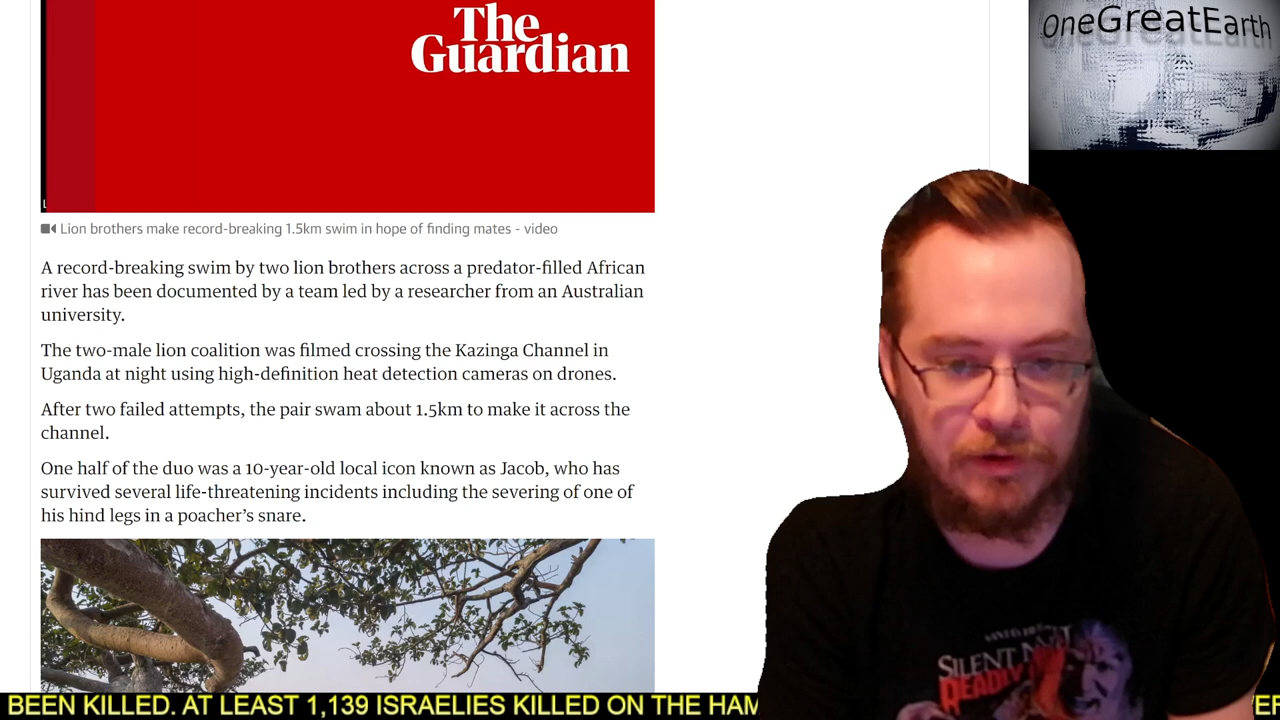 The
Guardian
OneGreatEarth
L
Lion brothers make record-breaking 1.5km swim in hope of finding mates - video
A record-breaking swim by two lion brothers across a predator-filled African
river has been documented by a team led by a researcher from an Australian
university.
The two-male lion coalition was filmed crossing the Kazinga Channel in
Uganda at night using high-definition heat detection cameras on drones.
After two failed attempts, the pair swam about 1.5km to make it across the
channel.
One half of the duo was a 10-year-old local icon known as Jacob, who has
survived several life-threatening incidents including the severing of one of
his hind legs in a poacher’s snare.
SILENT
DEADLY
BEEN KILLED. AT LEAST 1,139 ISRAELIES KILLED ON THE HAM